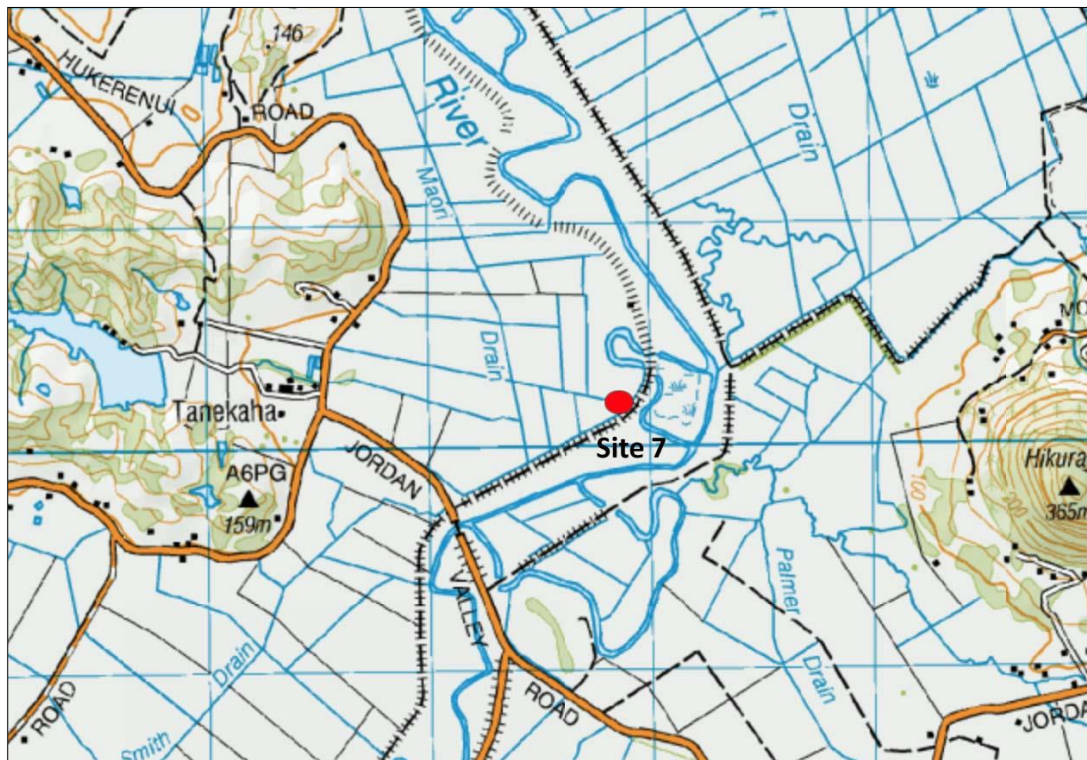 146
HUKERENUI
ROAD
River
Drain
Maori
Drain
Tanekaha
Site 7
JORDAN
A6PG
159m
Hikura
100
200
365m
VALLEY
Palmer
Drain
ROAD
ROAD
Drain
Smith
JORDA